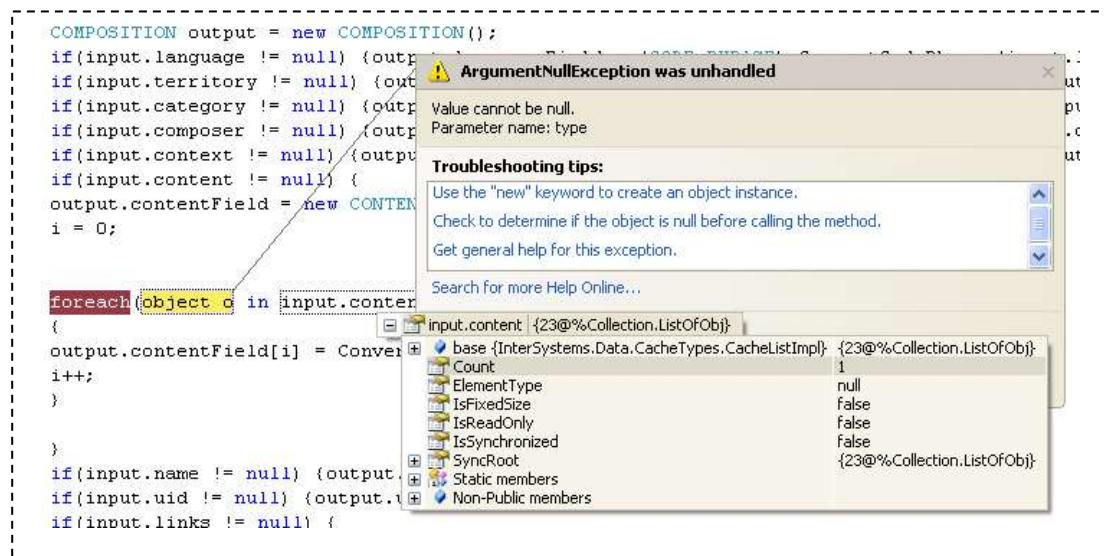 COMPOSITION output = new COMPOSITION();
if(input.language != null) {outp
if(input.territory != null) {out
if(input.category != null) {outp
if(input.composer != null) {outp
if(input.context != null) {outpu
if(input.content != null) {
output.contentField = new CONTEN
i = 0;
foreach(object o in input.conten
{
output.contentField[i] = Conver
i++;
}
}
if(input.name != null) {output.
if(input.uid != null) {output.u
if(input.links != null) {
ArgumentNullException was unhandled
Value cannot be null.
Parameter name: type
Troubleshooting tips:
Use the "new" keyword to create an object instance.
Check to determine if the object is null before calling the method.
Get general help for this exception.
Search for more Help Online...
input.content {23@%Collection.ListOfObj}
base {InterSystems.Data.CacheTypes.CacheListImpl} {23@%Collection.ListOfObj}
Count 1
ElementType null
IsFixedSize false
IsReadOnly false
IsSynchronized false
SyncRoot {23@%Collection.ListOfObj}
Static members
Non-Public members